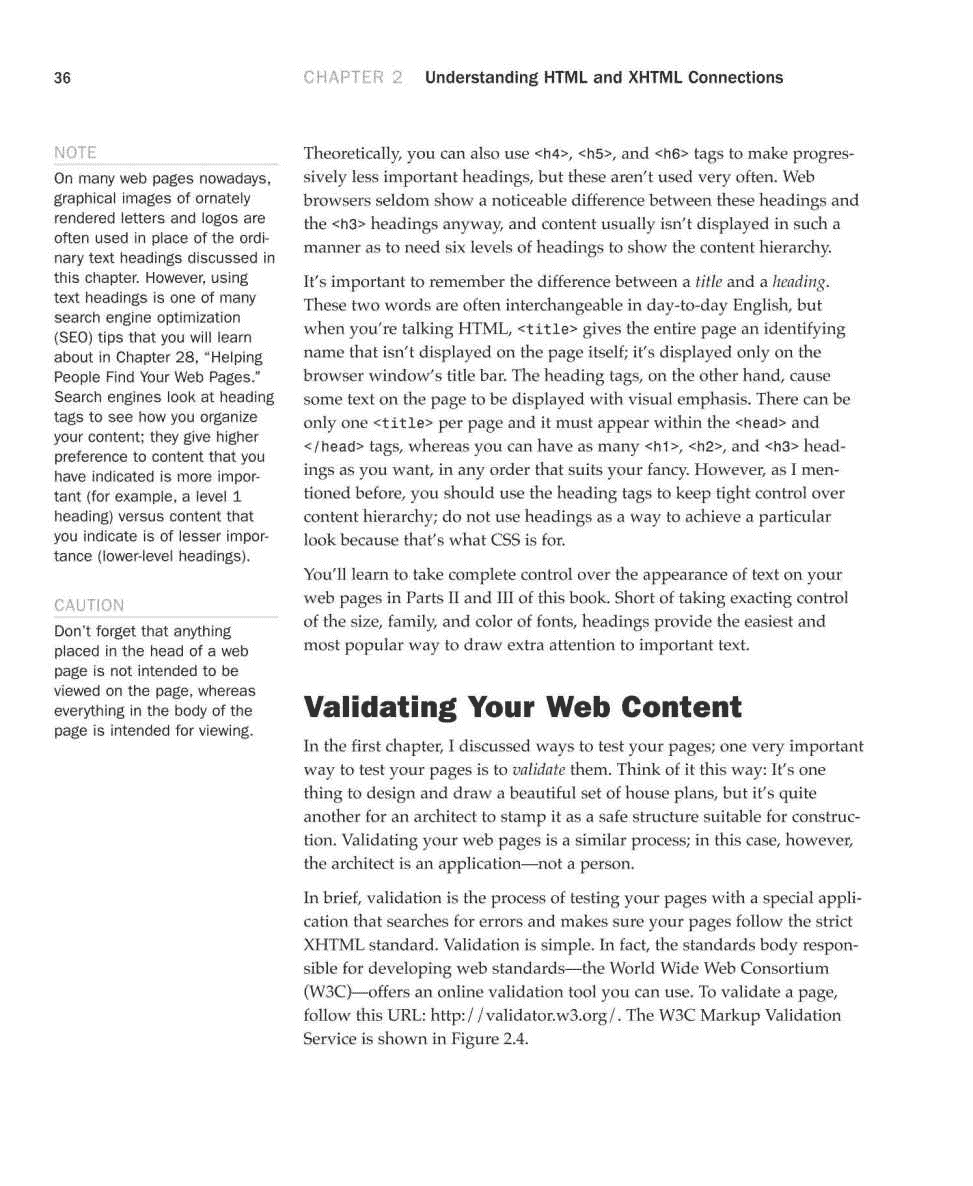 36
CHAPTER 2 Understanding HTML and XHTML Connections
NOTE
On many web pages nowadays,
graphical images of ornately
rendered letters and logos are
often used in place of the ordi-
nary text headings discussed in
this chapter. However, using
text headings is one of many
search engine optimization
(SEO) tips that you will learn
about in Chapter 28, “Helping
People Find Your Web Pages.”
Search engines look at heading
tags to see how you organize
your content; they give higher
preference to content that you
have indicated is more impor-
tant (for example, a level 1
heading) versus content that
you indicate is of lesser impor-
tance (lower-level headings).
CAUTION
Don’t forget that anything
placed in the head of a web
page is not intended to be
viewed on the page, whereas
everything in the body of the
page is intended for viewing.
Theoretically, you can also use <h4>, <h5>, and <h6> tags to make progres-
sively less important headings, but these aren’t used very often. Web
browsers seldom show a noticeable difference between these headings and
the <h3> headings anyway, and content usually isn’t displayed in such a
manner as to need six levels of headings to show the content hierarchy.
It’s important to remember the difference between a title and a heading.
These two words are often interchangeable in day-to-day English, but
when you’re talking HTML, <title> gives the entire page an identifying
name that isn’t displayed on the page itself; it’s displayed only on the
browser window’s title bar. The heading tags, on the other hand, cause
some text on the page to be displayed with visual emphasis. There can be
only one <title> per page and it must appear within the <head> and
</head> tags, whereas you can have as many <h1>, <h2>, and <h3> head-
ings as you want, in any order that suits your fancy. However, as I men-
tioned before, you should use the heading tags to keep tight control over
content hierarchy; do not use headings as a way to achieve a particular
look because that’s what CSS is for.
You’ll learn to take complete control over the appearance of text on your
web pages in Parts II and III of this book. Short of taking exacting control
of the size, family, and color of fonts, headings provide the easiest and
most popular way to draw extra attention to important text.
Validating Your Web Content
In the first chapter, I discussed ways to test your pages; one very important
way to test your pages is to validate them. Think of it this way: It’s one
thing to design and draw a beautiful set of house plans, but it’s quite
another for an architect to stamp it as a safe structure suitable for construc-
tion. Validating your web pages is a similar process; in this case, however,
the architect is an application—not a person.
In brief, validation is the process of testing your pages with a special appli-
cation that searches for errors and makes sure your pages follow the strict
XHTML standard. Validation is simple. In fact, the standards body respon-
sible for developing web standards—the World Wide Web Consortium
(W3C)—offers an online validation tool you can use. To validate a page,
follow this URL: http://validator.w3.org/. The W3C Markup Validation
Service is shown in Figure 2.4.